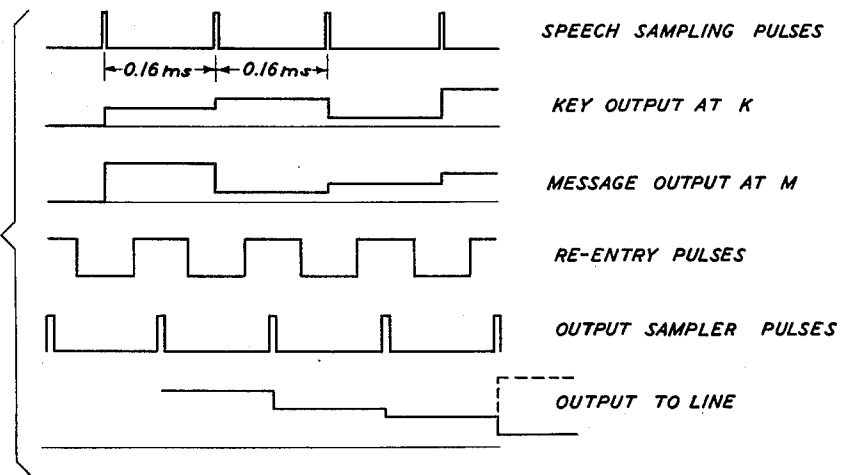 SPEECH SAMPLING PULSES
0.16ms 0.16ms
KEY OUTPUT AT K
MESSAGE OUTPUT AT M
RE-ENTRY PULSES
OUTPUT SAMPLER PULSES
OUTPUT TO LINE